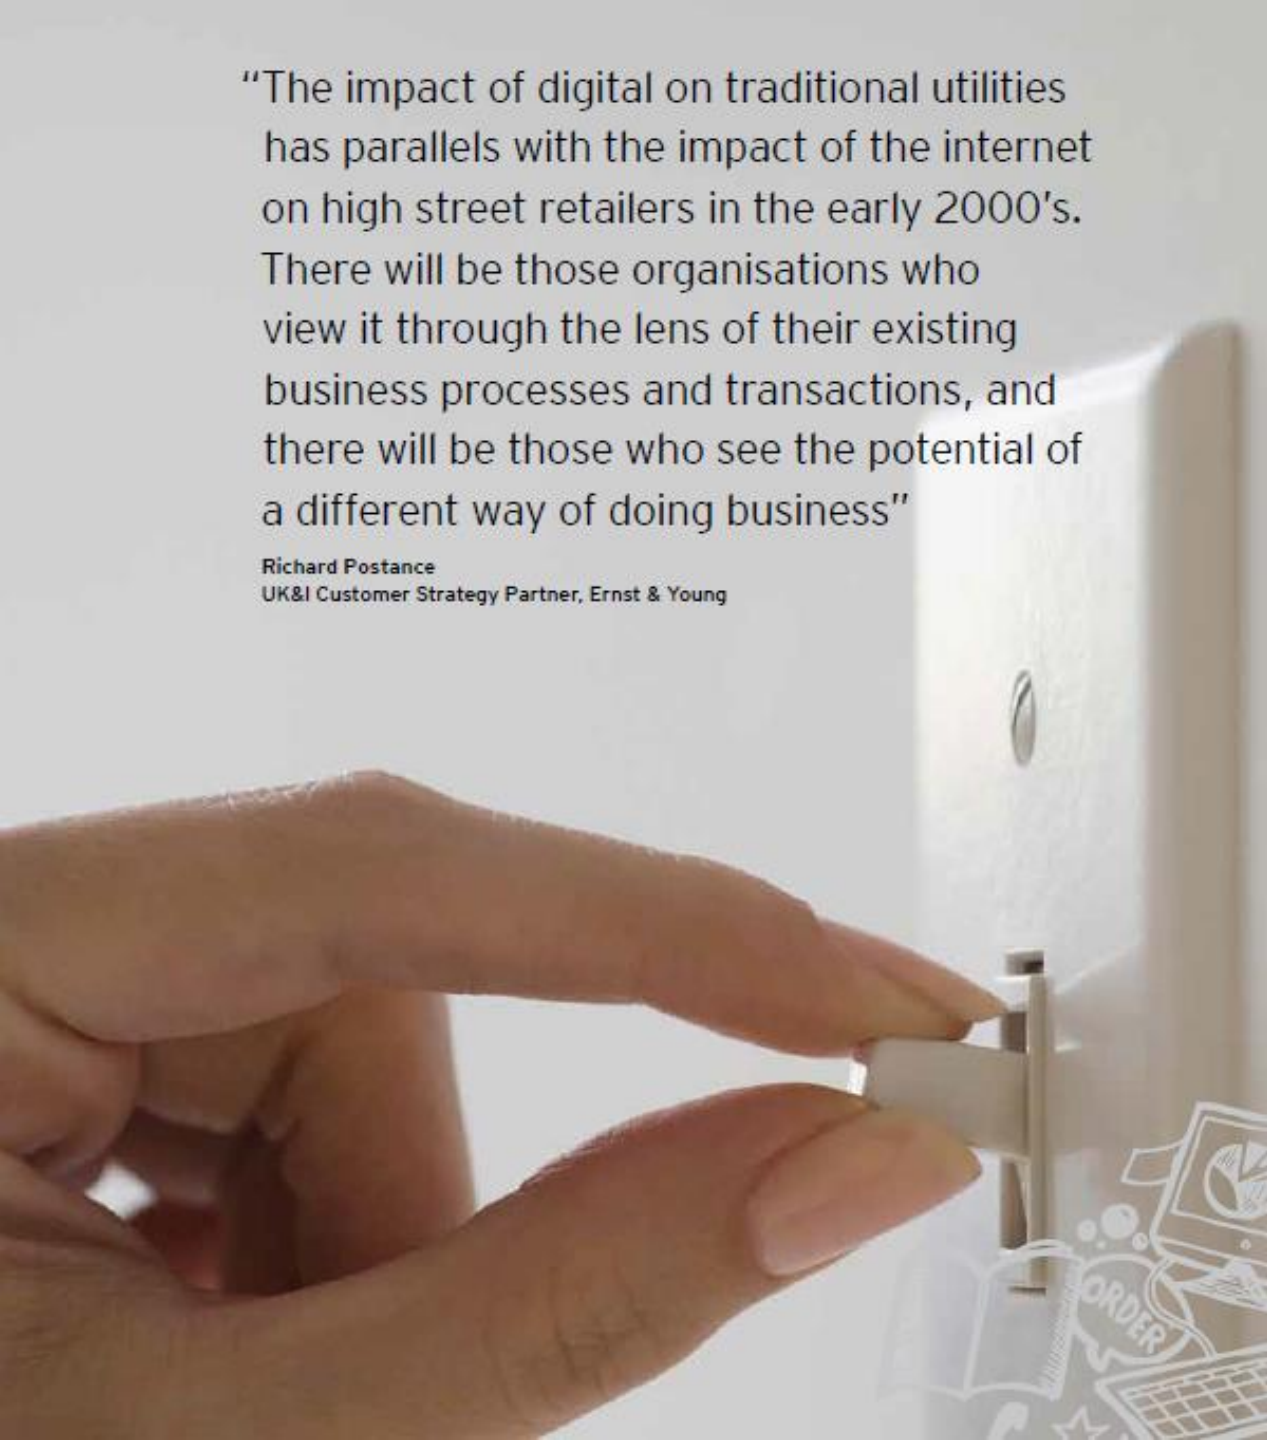 “The impact of digital on traditional utilities
has parallels with the impact of the internet
on high street retailers in the early 2000's.
There will be those organisations who
view it through the lens of their existing
business processes and transactions, and
there will be those who see the potential of
a different way of doing business”
Richard Postance
UK&I Customer Strategy Partner, Ernst & Young
ORDER